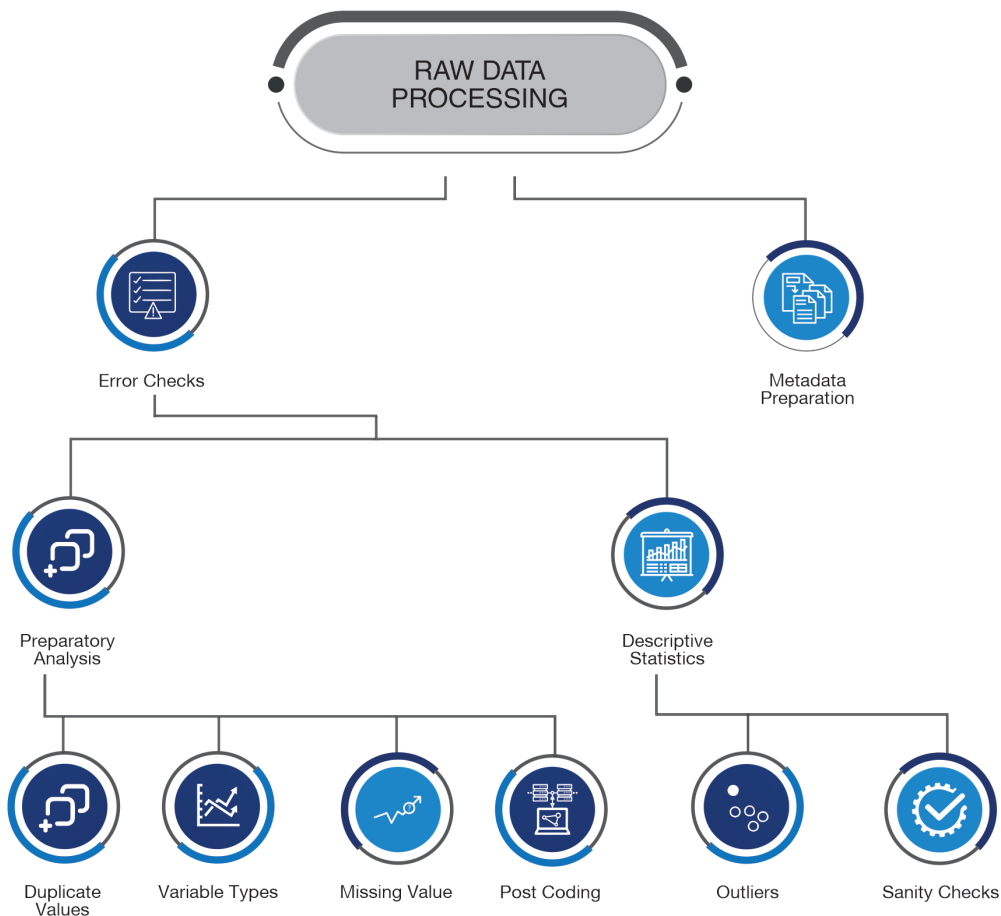 RAW DATA
PROCESSING
Error Checks
Metadata
Preparation
Preparatory
Analysis
Descriptive
Statistics
Duplicate
Values
Variable Types
Missing Value
Post Coding
Outliers
Sanity Checks